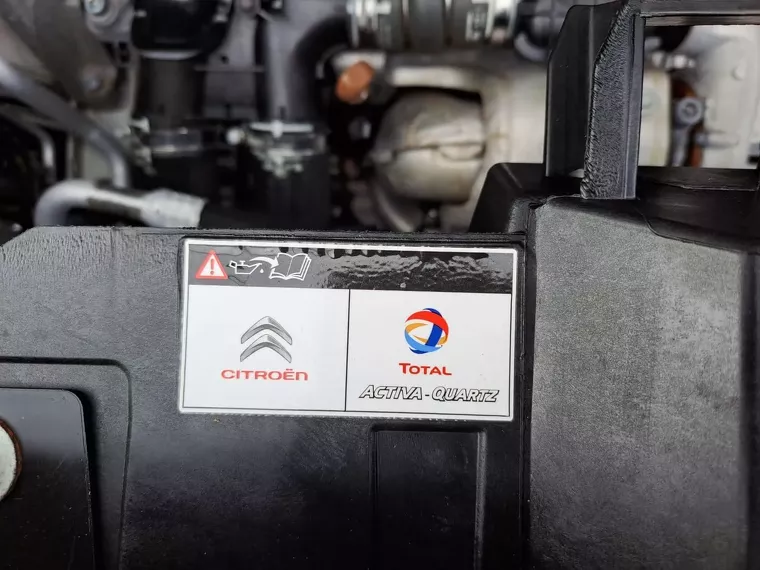 CITROËN
TOTAL
ACTIVA - QUARTZ